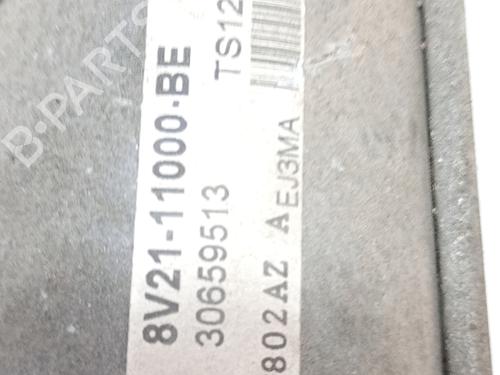 B-PARTS
TS12
8V21-11000-BE
EJ3MA
30659513
802AZ A